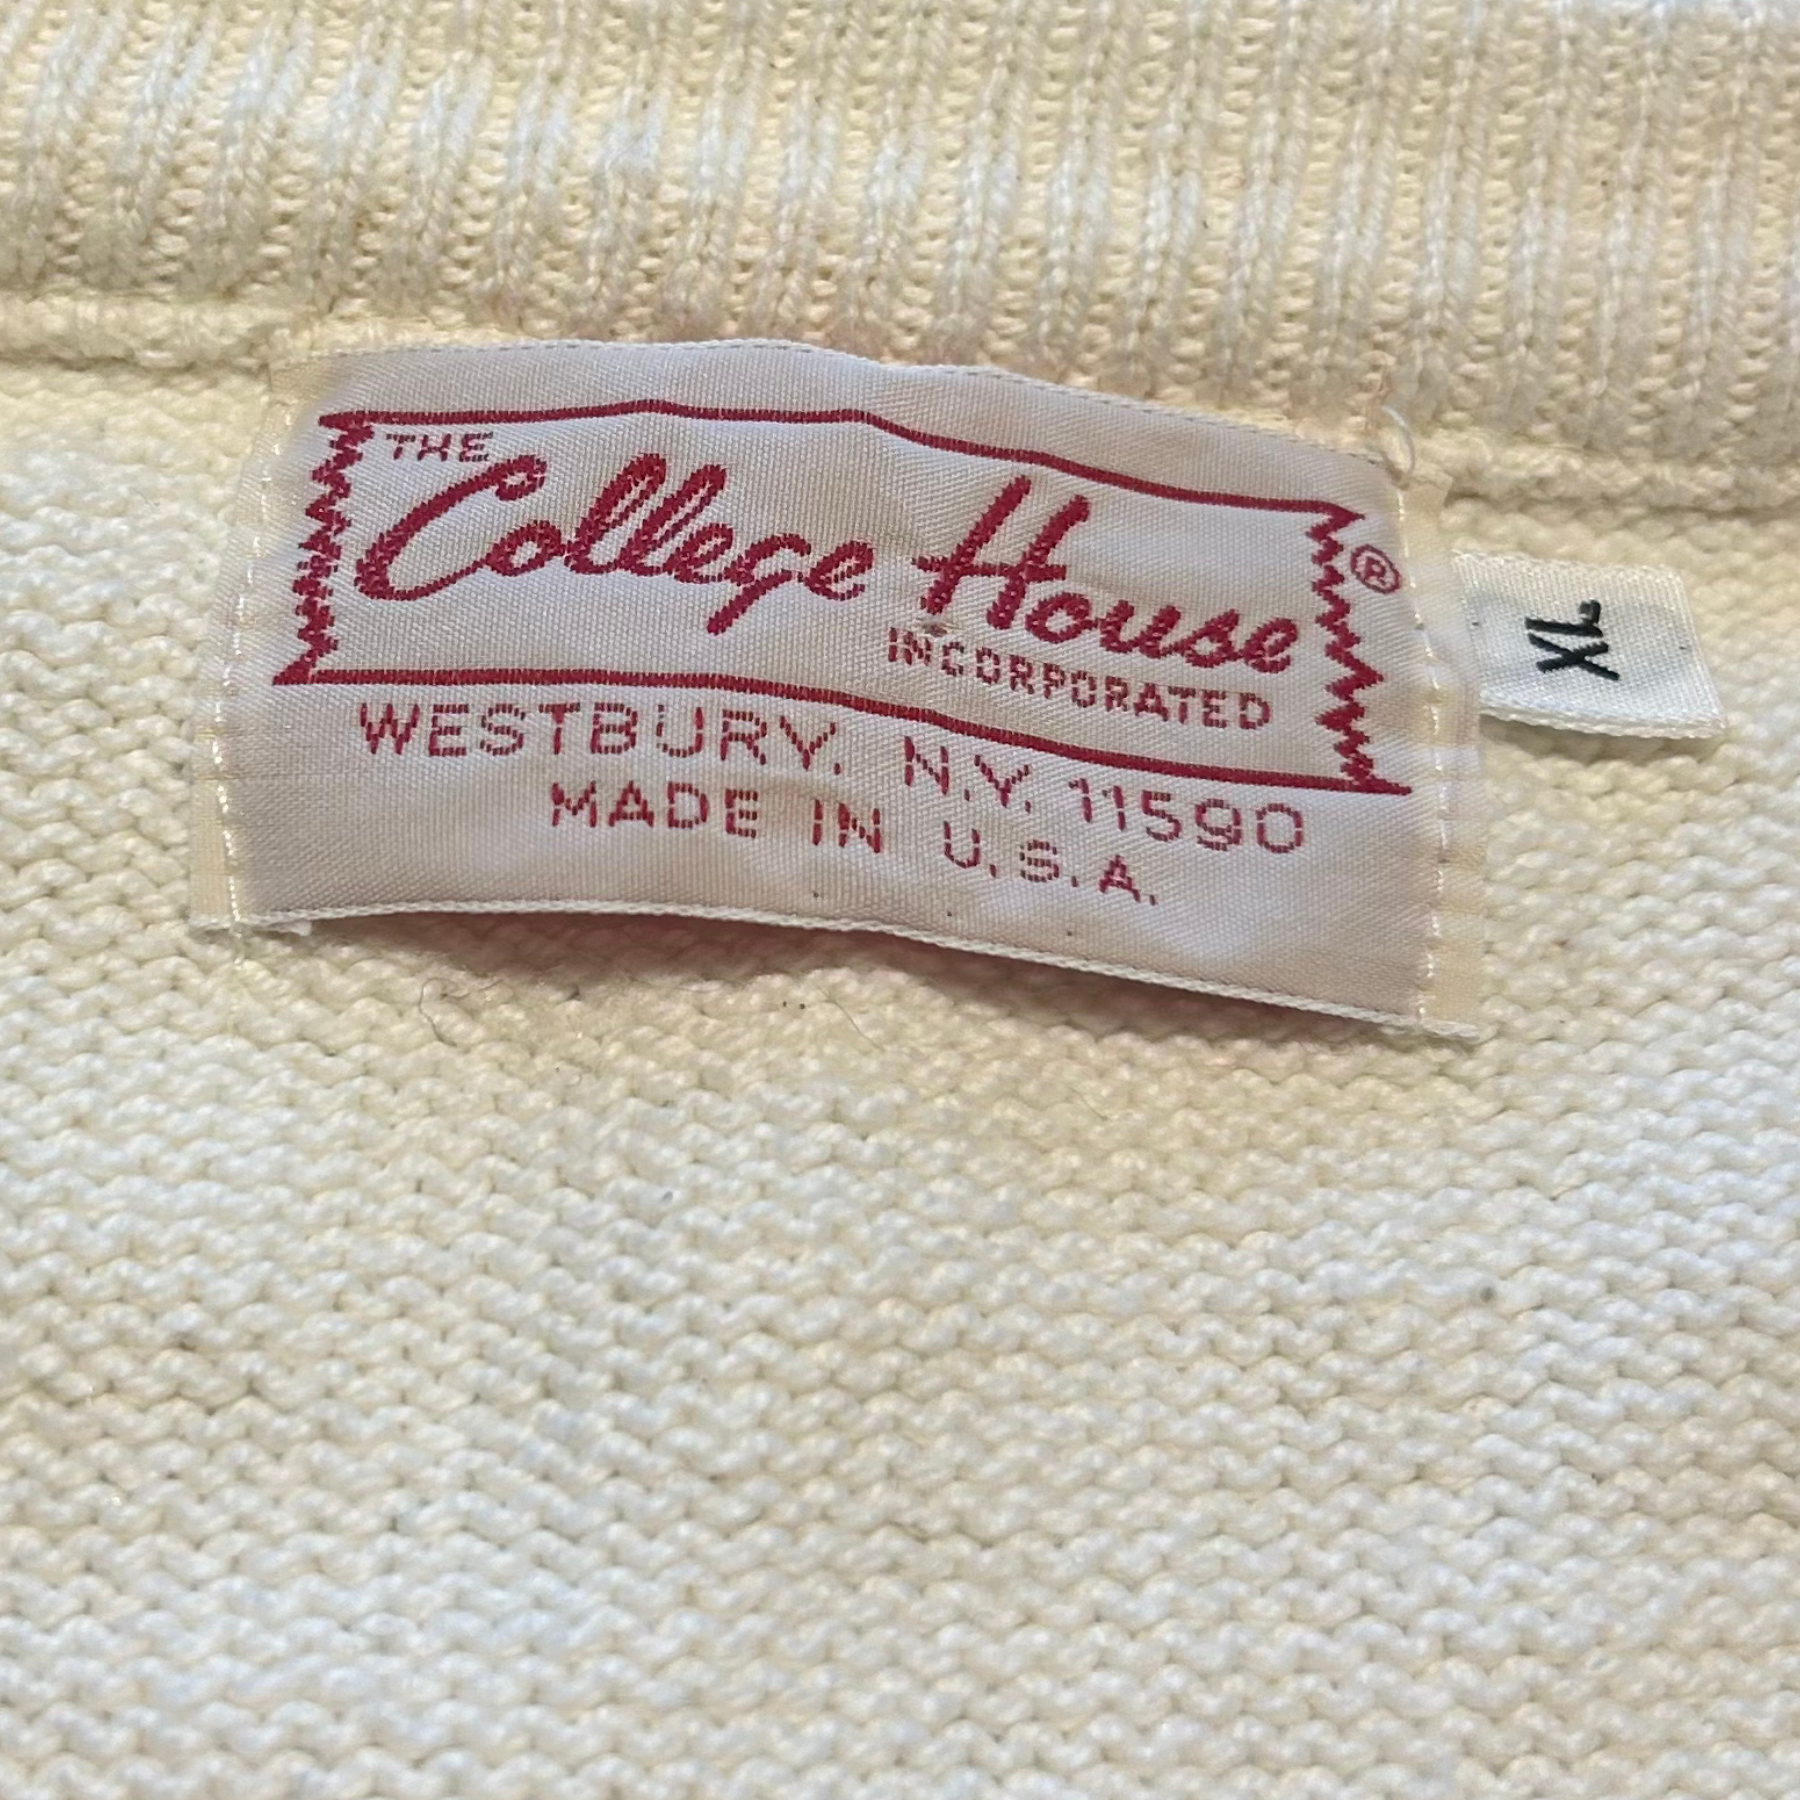 THE
College House ®
INCORPORATED
WESTBURY. N.Y. 11590
MADE IN U.S.A.
XL